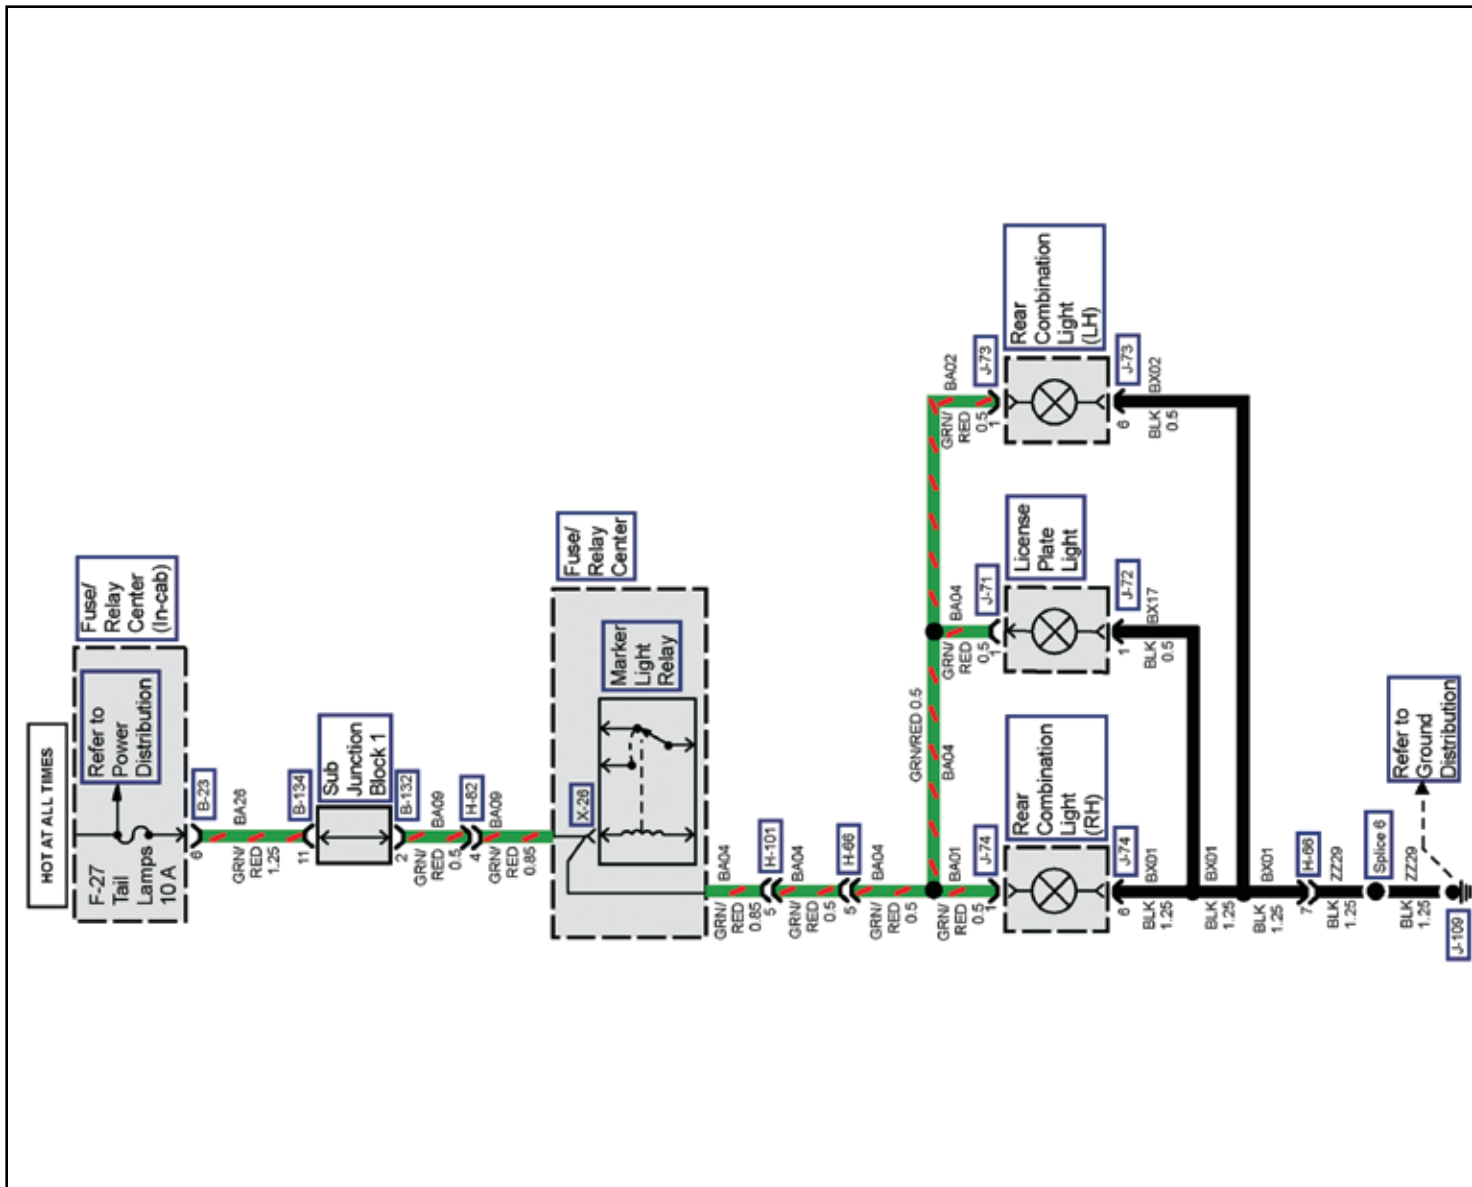 HOT AT ALL TIMES
F-27
Tail
Lamps
10 A
Refer to
Power
Distribution
Fuse/
Relay
Center
(In-cab)
6
B-23
GRN/
RED
1.25
BA26
11
B-134
Sub
Junction
Block 1
2
B-132
GRN/
RED
0.5
BA09
4
H-82
GRN/
RED
0.85
BA09
Fuse/
Relay
Center
X-26
Marker
Light
Relay
GRN/
RED
0.85
BA04
5
H-101
GRN/
RED
0.5
BA04
5
H-66
GRN/
RED
0.5
BA04
GRN/RED 0.5
BA04
GRN/
RED
0.5
BA01
1
J-74
Rear
Combination
Light
(RH)
6
J-74
BLK
1.25
BX01
GRN/
RED
0.5
BA04
1
J-71
License
Plate
Light
1
J-72
BLK
0.5
BX17
GRN/
RED
0.5
BA02
1
J-73
Rear
Combination
Light
(LH)
6
J-73
BLK
0.5
BX02
BLK
1.25
BX01
BLK
1.25
BX01
7
H-66
BLK
1.25
ZZ29
Splice 6
BLK
1.25
ZZ29
J-109
Refer to
Ground
Distribution